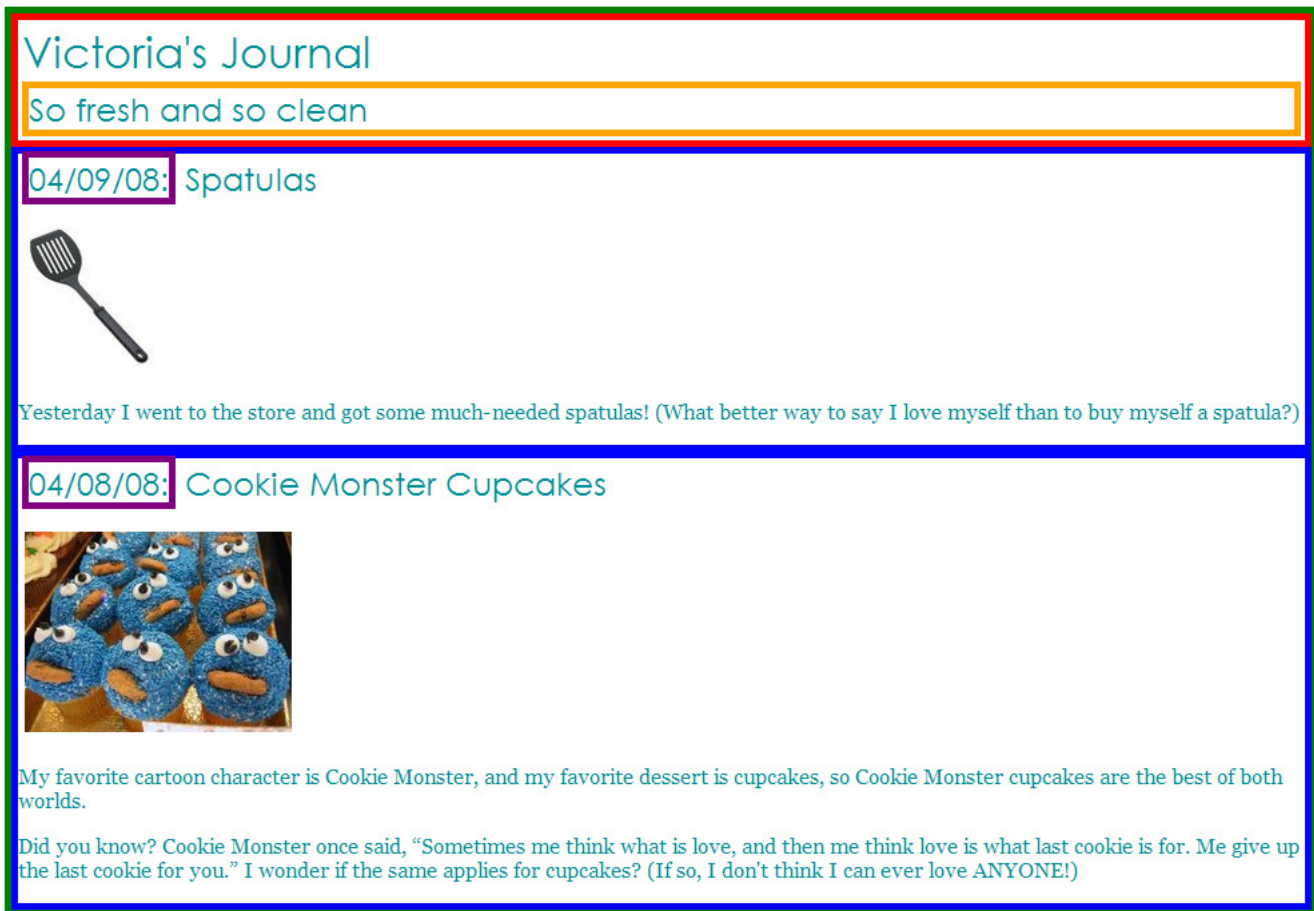 Victoria's Journal
So fresh and so clean
04/09/08: Spatulas
Yesterday I went to the store and got some much-needed spatulas! (What better way to say I love myself than to buy myself a spatula?)
04/08/08: Cookie Monster Cupcakes
My favorite cartoon character is Cookie Monster, and my favorite dessert is cupcakes, so Cookie Monster cupcakes are the best of both
worlds.
Did you know? Cookie Monster once said, “Sometimes me think what is love, and then me think love is what last cookie is for. Me give up
the last cookie for you.” I wonder if the same applies for cupcakes? (If so, I don't think I can ever love ANYONE!)